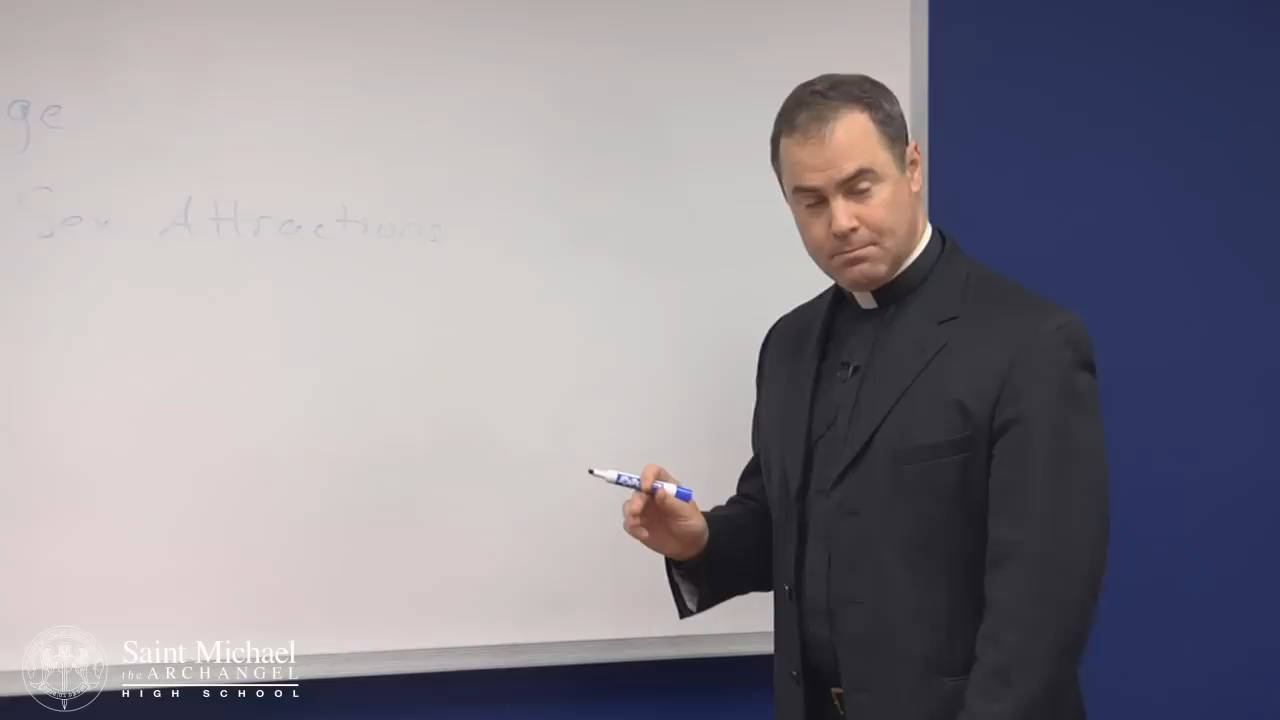 ge
Sex Attractions
Saint Michael
the ARCHANGEL
HIGH SCHOOL